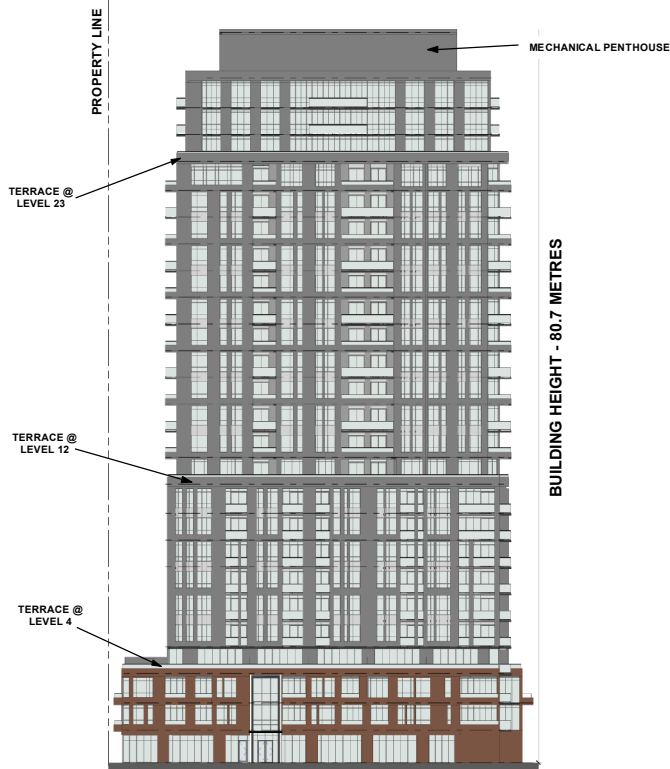 PROPERTY LINE
MECHANICAL PENTHOUSE
TERRACE @
LEVEL 23
BUILDING HEIGHT - 80.7 METRES
TERRACE @
LEVEL 12
TERRACE @
LEVEL 4